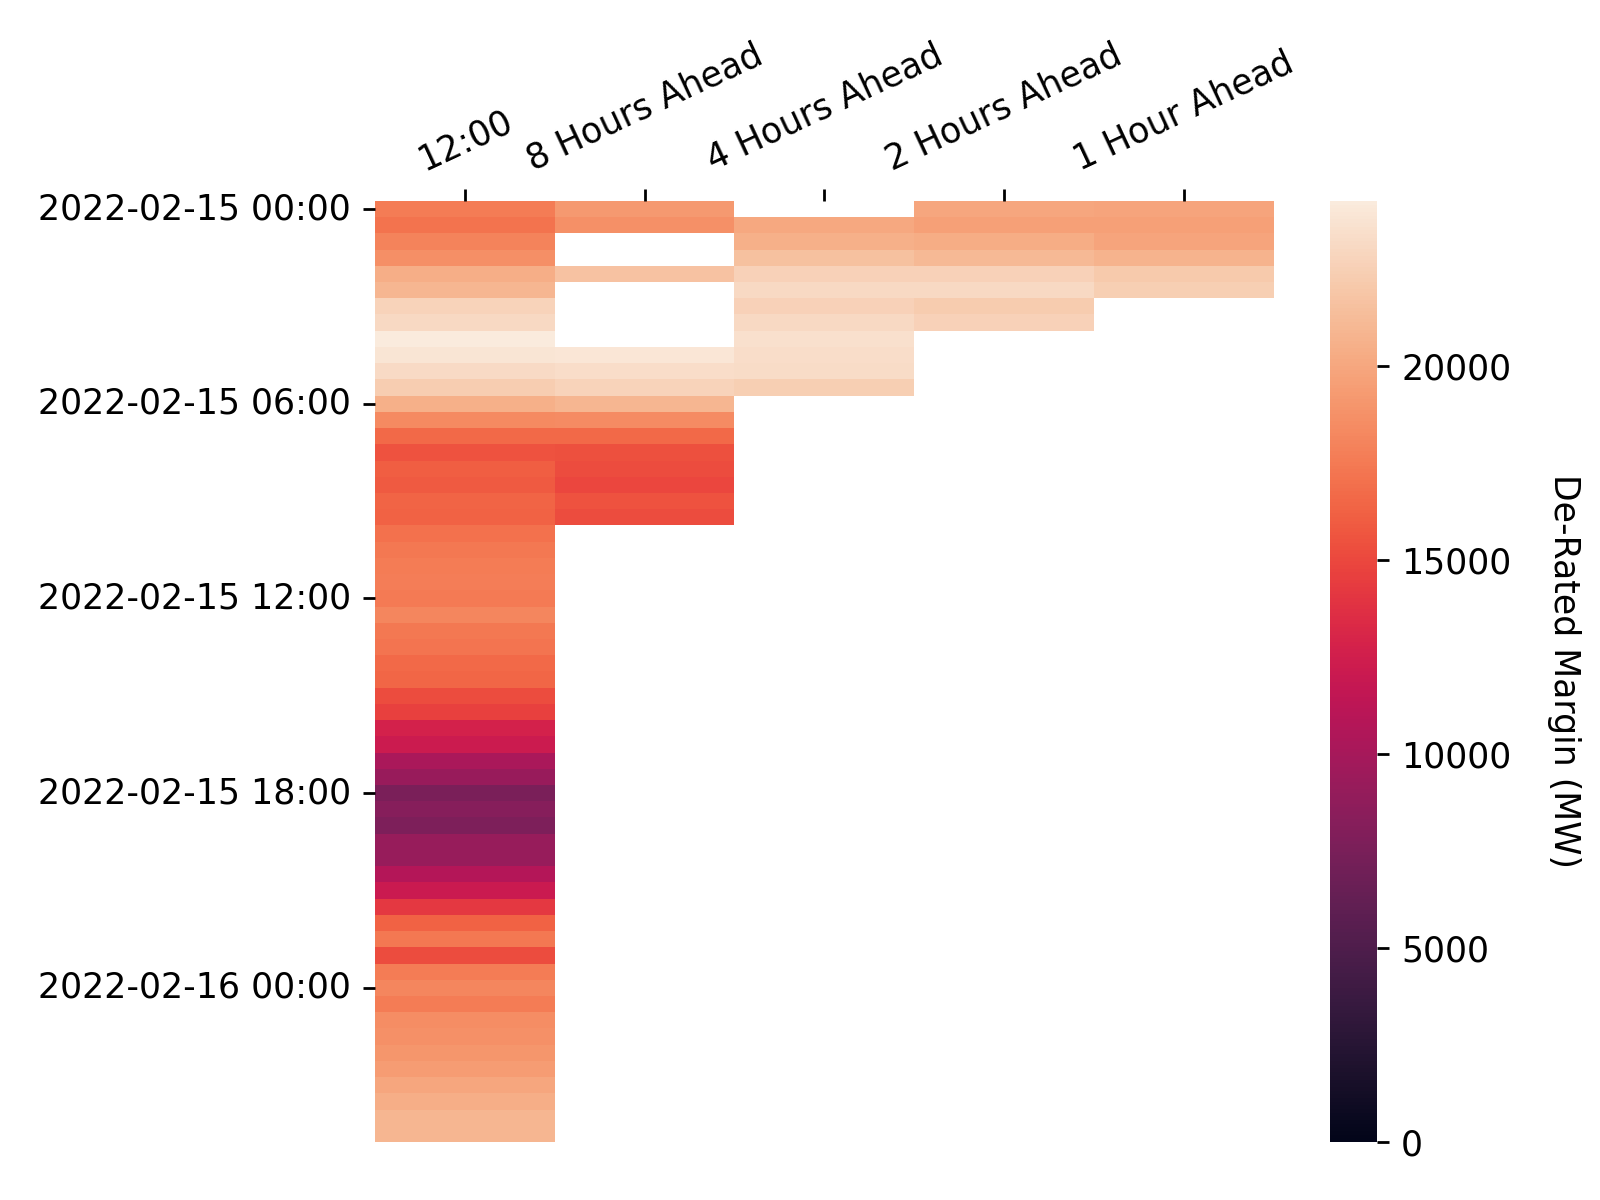 12:00
8 Hours Ahead
4 Hours Ahead
2 Hours Ahead
1 Hour Ahead
2022-02-15 00:00
2022-02-15 06:00
2022-02-15 12:00
2022-02-15 18:00
2022-02-16 00:00
20000
15000
10000
5000
0
De-Rated Margin (MW)